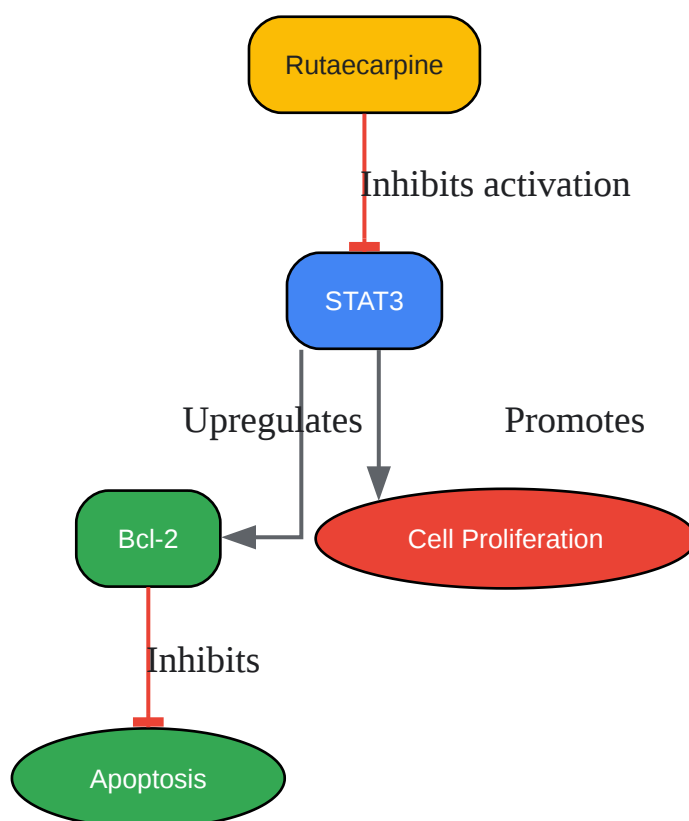 Rutaecarpine
Inhibits activation
STAT3
Upregulates
Promotes
Bcl-2
Cell Proliferation
Inhibits
Apoptosis